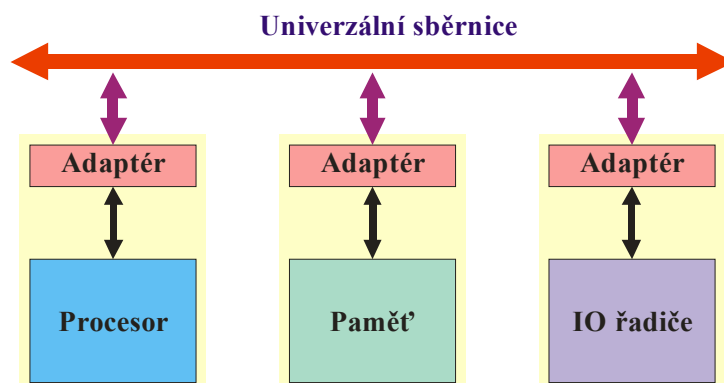 Univerzální sběrnice
Adaptér
Adaptér
Adaptér
Procesor
Paměť
IO řadiče